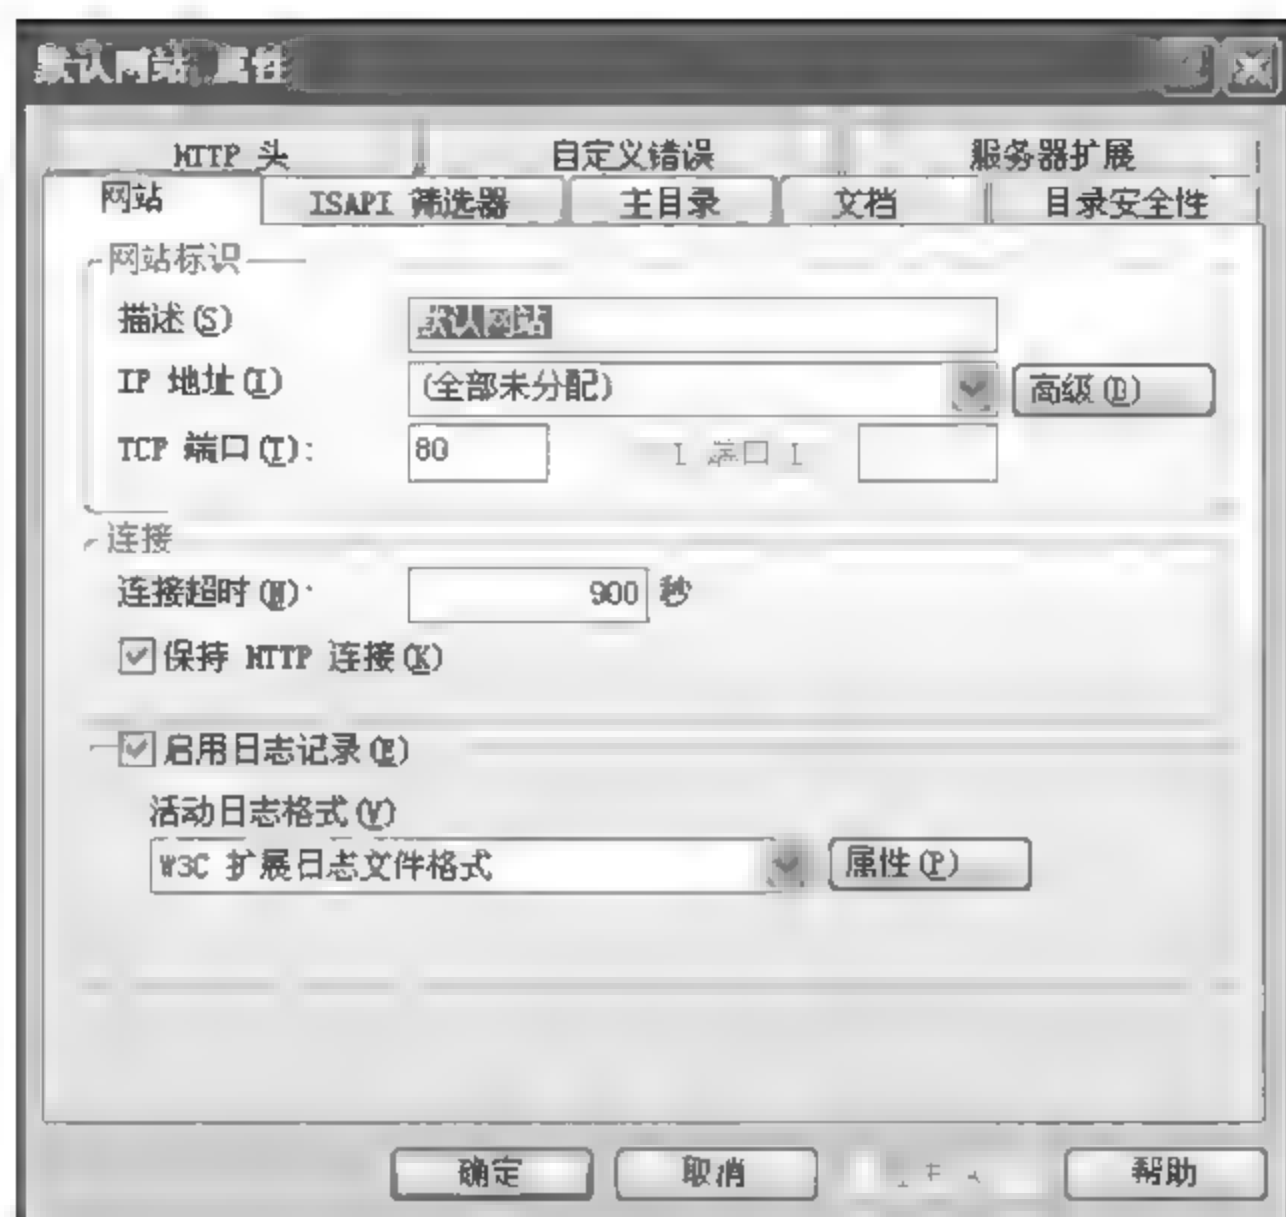 默认网站 属性
HTTP 头 自定义错误 服务器扩展
网站 ISAPI 筛选器 主目录 文档 目录安全性
网站标识
描述(S) 默认网站
IP 地址(I) (全部未分配) 高级(D)
TCP 端口(T): 80 端口
连接
连接超时(N): 900 秒
保持 HTTP 连接(K)
启用日志记录(E)
活动日志格式(V)
W3C 扩展日志文件格式 属性(P)
确定 取消 帮助